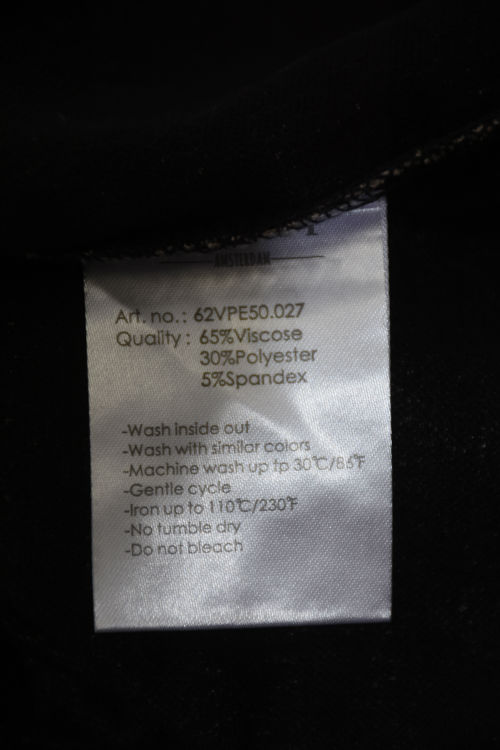 AMSTERDAM
Art. no.: 62VPE50.027
Quality: 65%Viscose
30%Polyester
5%Spandex
-Wash inside out
-Wash with similar colors
-Machine wash up tp 30℃/86℉
-Gentle cycle
-Iron up to 110℃/230℉
-No tumble dry
-Do not bleach